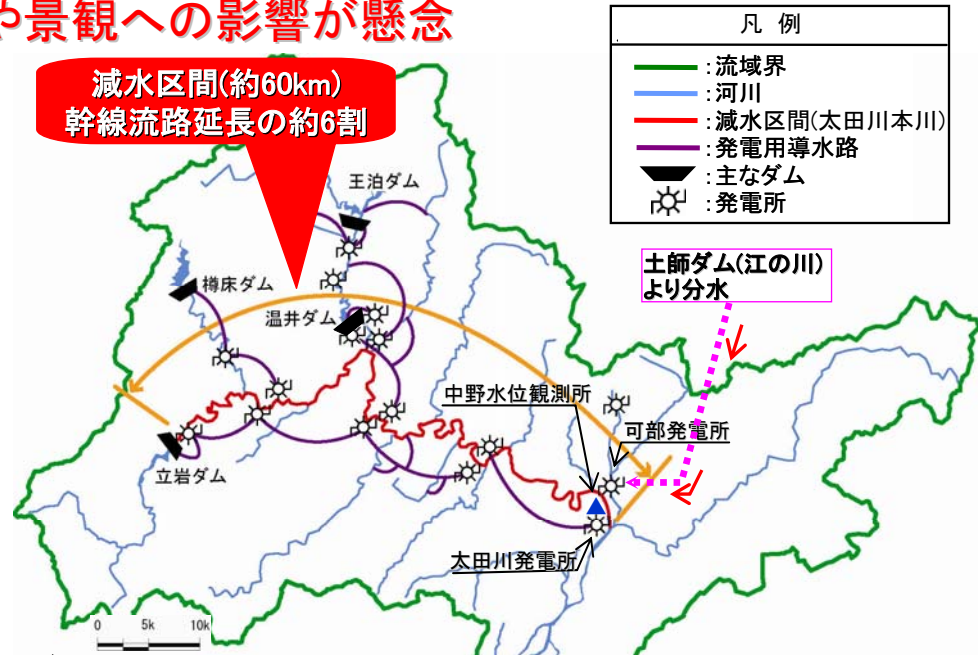 や景観への影響が懸念
減水区間(約60km)
幹線流路延長の約6割
凡 例
：流域界
：河川
：減水区間(太田川本川)
：発電用導水路
：主なダム
：発電所
王泊ダム
樽床ダム
温井ダム
土師ダム(江の川)
より分水
中野水位観測所
可部発電所
立岩ダム
太田川発電所
0 5k 10k